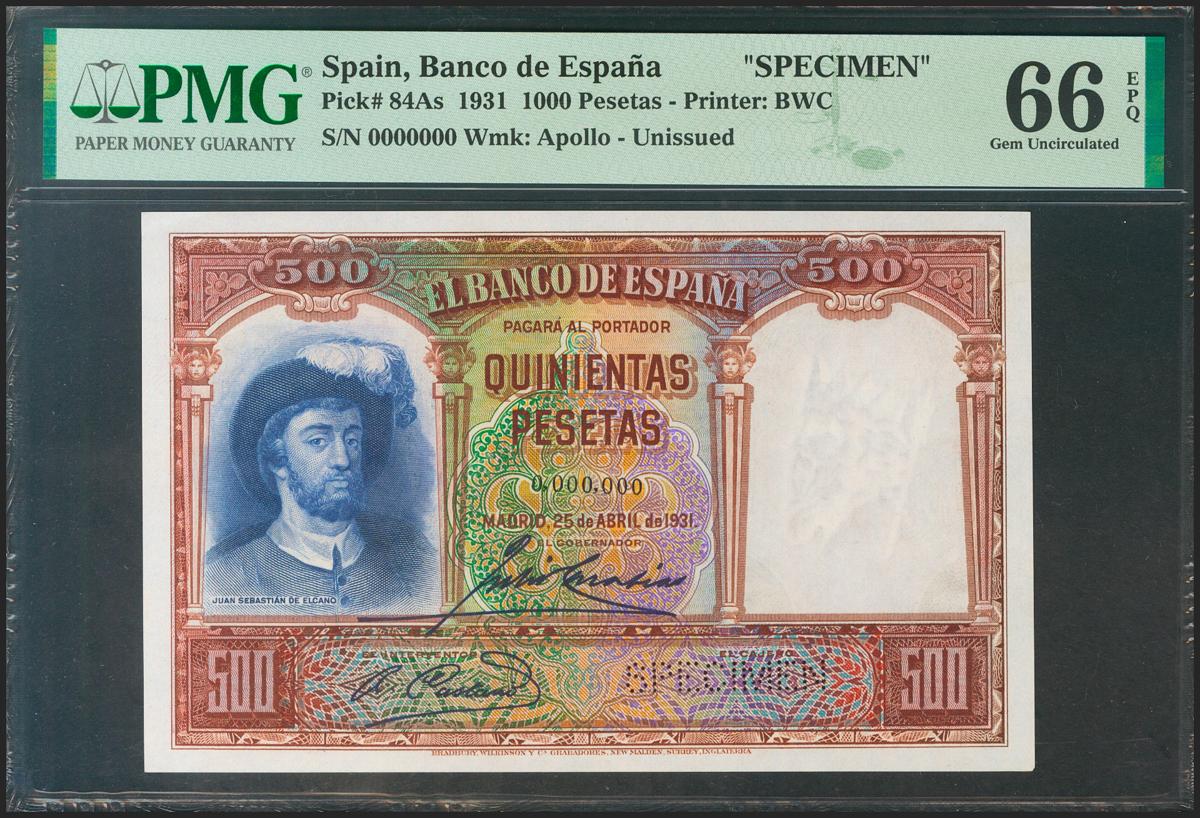 PMG®
PAPER MONEY GUARANTY
Spain, Banco de España "SPECIMEN"
Pick# 84As 1931 1000 Pesetas - Printer: BWC
S/N 0000000 Wmk: Apollo - Unissued
66 EPQ
Gem Uncirculated
500 500
EL BANCO DE ESPAÑA
PAGARÁ AL PORTADOR
QUINIENTAS
PESETAS
0,000,000
MADRID, 25 de ABRIL de 1931.
EL GOBERNADOR
JUAN SEBASTIÁN DE ELCANO
EL CAJERO
500 SPECIMEN 500
BRADBURY, WILKINSON Y Cª GRABADORES, NEW MALDEN, SURREY, INGLATERRA